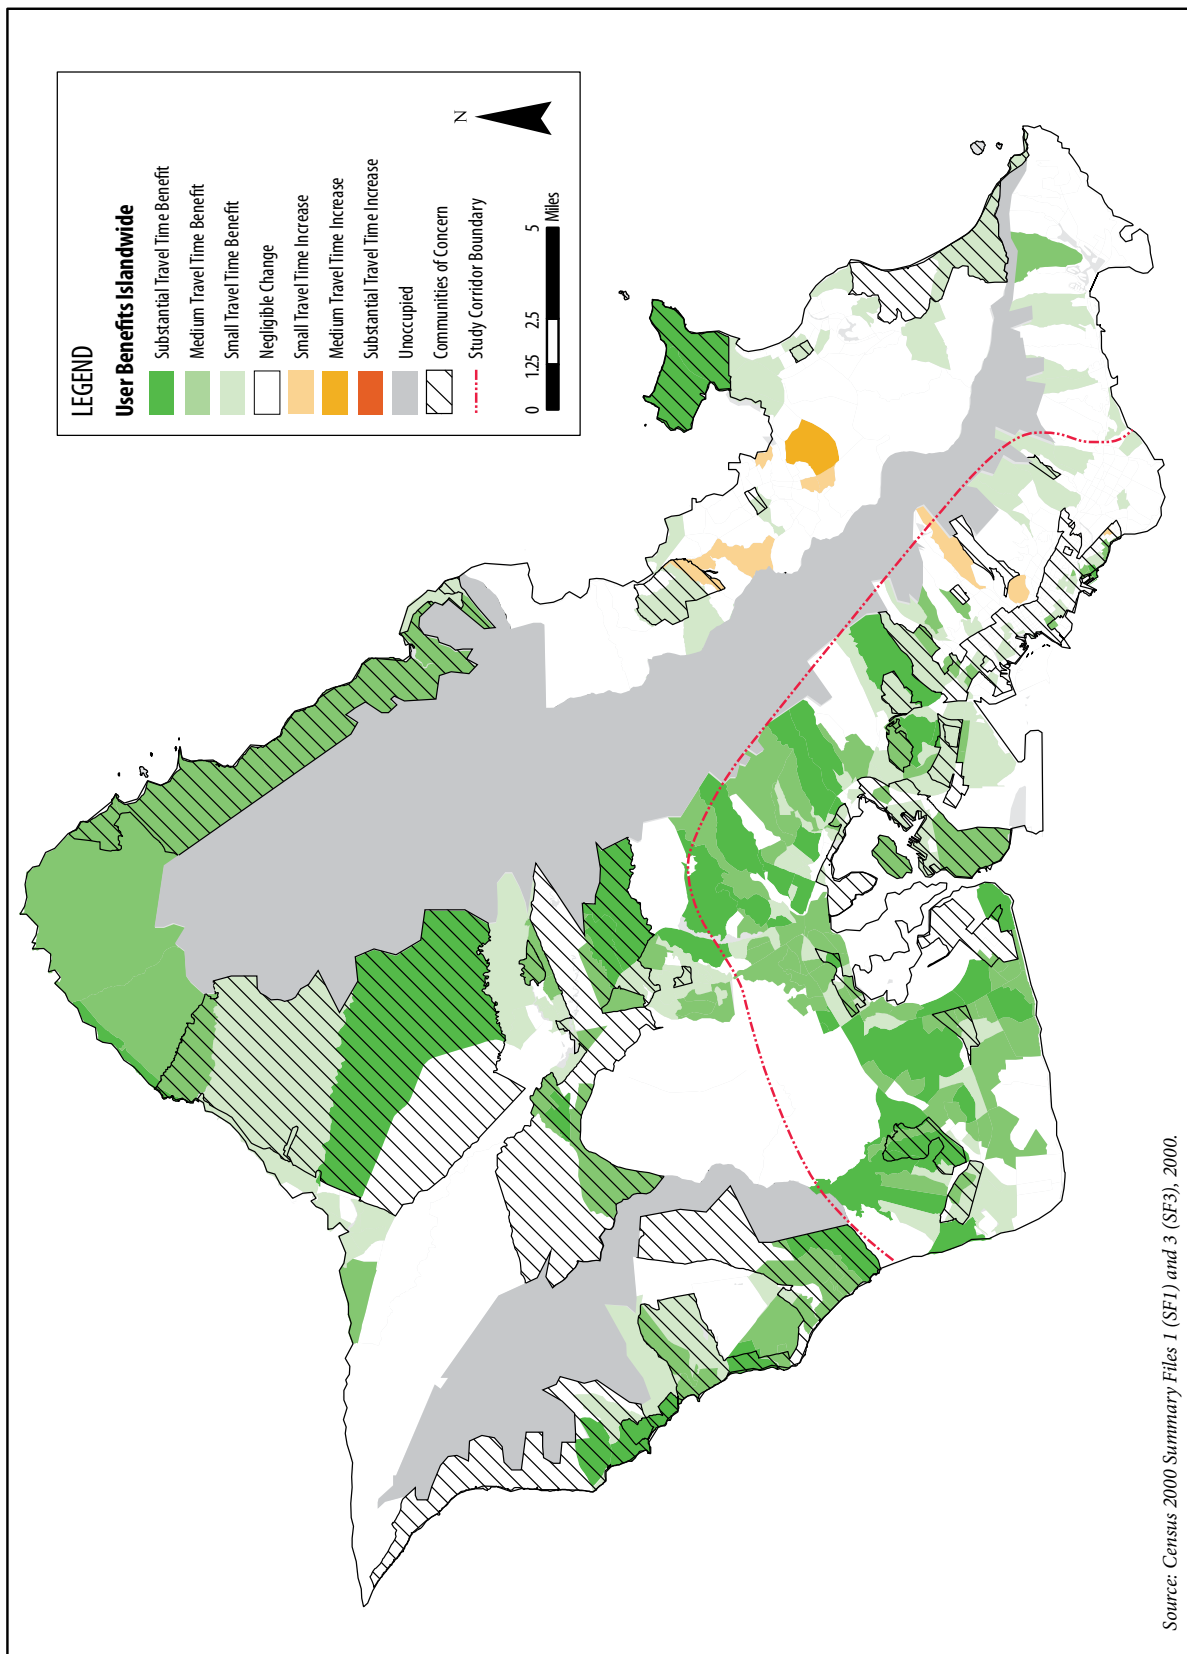 LEGEND
User Benefits Islandwide
Substantial Travel Time Benefit
Medium Travel Time Benefit
Small Travel Time Benefit
Negligible Change
Small Travel Time Increase
Medium Travel Time Increase
Substantial Travel Time Increase
Unoccupied
Communities of Concern
Study Corridor Boundary
N
0 1.25 2.5 5
Miles
Source: Census 2000 Summary Files 1 (SF1) and 3 (SF3), 2000.